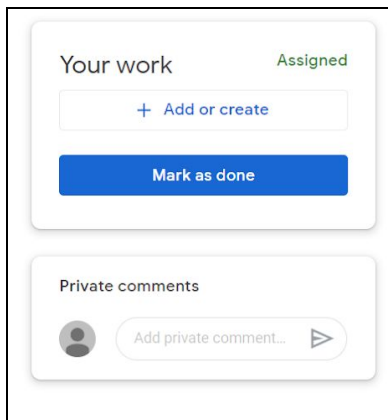 Your work
Assigned
+ Add or create
Mark as done
Private comments
Add private comment...